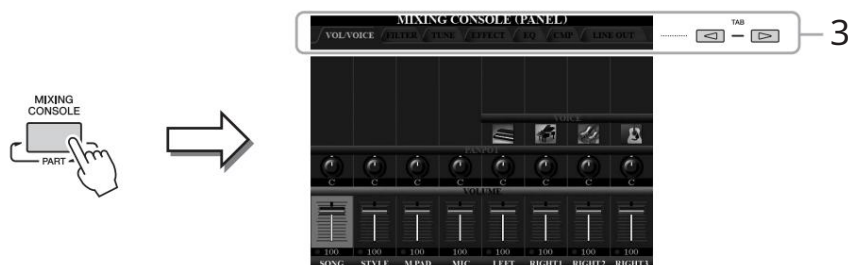 MIXING CONSOLE (PANEL)
VOL/VOICE FILTER TUNE EFFECT EQ CMP LINE OUT
TAB
3
MIXING
CONSOLE
PART
VOICE
PANPOT
C C C C C C C C
VOLUME
100 100 100 100 100 100 100 100
SONG STYLE M.PAD MIC LEFT RIGHT1 RIGHT2 RIGHT3